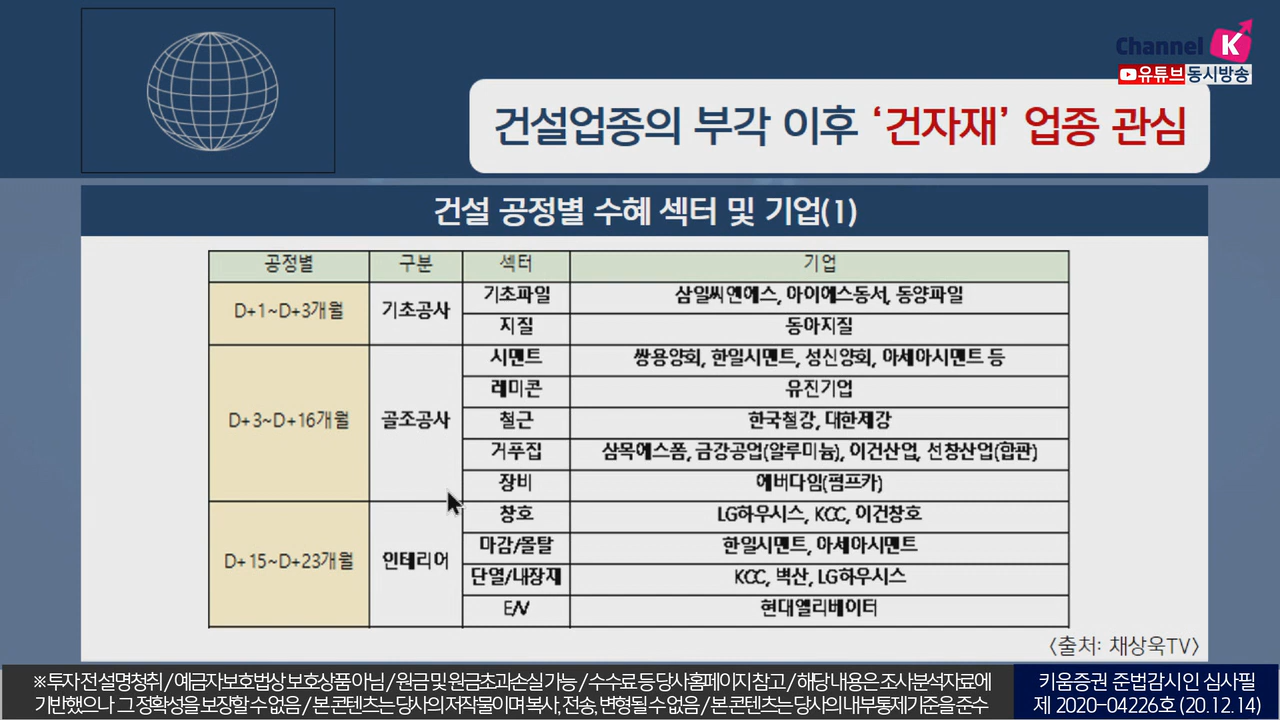 Channel K
유튜브동시방송
건설업종의 부각 이후 ‘건자재’ 업종 관심
건설 공정별 수혜 섹터 및 기업(1)
공정별 구분 섹터 기업
D+1~D+3개월 기초공사 기초파일 삼일씨엔에스, 아이에스동서, 동양파일
지질 동아지질
D+3~D+16개월 골조공사 시멘트 쌍용양회, 한일시멘트, 성신양회, 아세아시멘트 등
레미콘 유진기업
철근 한국철강, 대한제강
거푸집 삼목에스폼, 금강공업(알루미늄), 이건산업, 선창산업(합판)
장비 에버다임(펌프카)
D+15~D+23개월 인테리어 창호 LG하우시스, KCC, 이건창호
마감/몰탈 한일시멘트, 아세아시멘트
단열/내장재 KCC, 벽산, LG하우시스
E/V 현대엘리베이터
<출처: 채상욱TV>
※ 투자 전 설명청취 / 예금자보호법상 보호상품 아님 / 원금 및 원금초과손실 가능 / 수수료 등 당사홈페이지 참고 / 해당 내용은 조사분석자료에
기반했으나 그 정확성을 보장할 수 없음 / 본 콘텐츠는 당사의 저작물이며 복사, 전송, 변형될 수 없음 / 본 콘텐츠는 당사의 내부통제기준을 준수
키움증권 준법감시인 심사필
제 2020-04226호 (20.12.14)